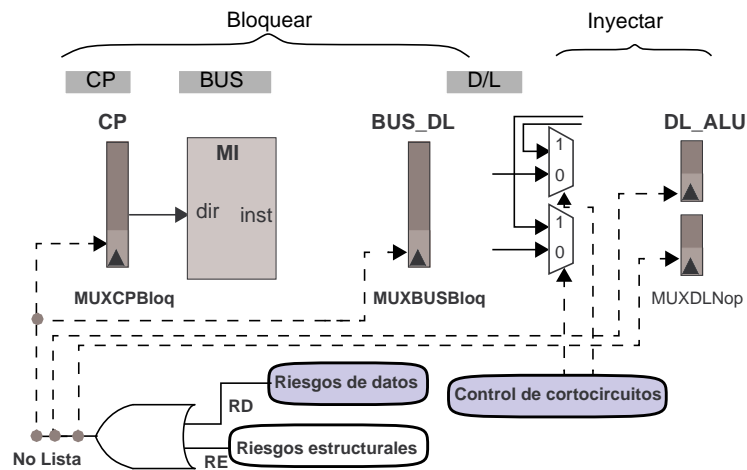 Bloquear
Inyectar
CP
BUS
D/L
CP
BUS_DL
DL_ALU
MI
dir
inst
1
0
1
0
MUXCPBloq
MUXBUSBloq
MUXDLNop
Riesgos de datos
Control de cortocircuitos
RD
Riesgos estructurales
RE
No Lista